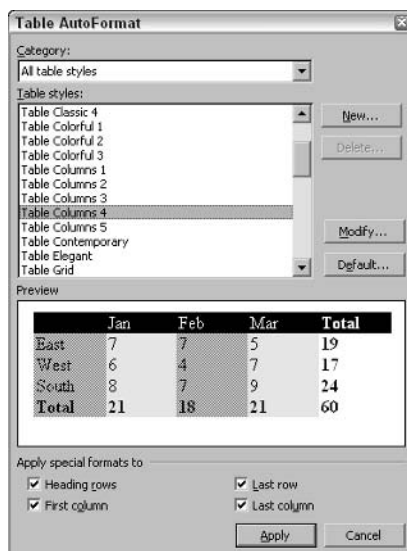 Table AutoFormat
Category:
All table styles
Table styles:
Table Classic 4
Table Colorful 1
Table Colorful 2
Table Colorful 3
Table Columns 1
Table Columns 2
Table Columns 3
Table Columns 4
Table Columns 5
Table Contemporary
Table Elegant
Table Grid
New...
Delete...
Modify...
Default...
Preview
Jan Feb Mar Total
East 7 7 5 19
West 6 4 7 17
South 8 7 9 24
Total 21 18 21 60
Apply special formats to
Heading rows
Last row
First column
Last column
Apply
Cancel